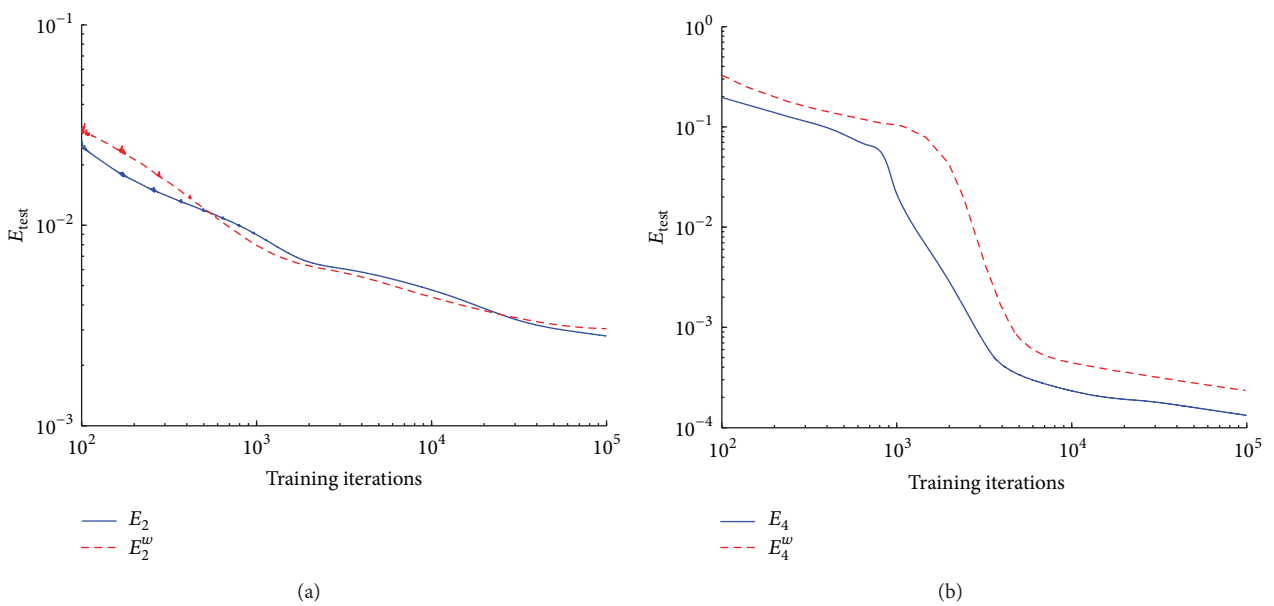 10^-1
10^-2
10^-3
E_test
10^2
10^3
10^4
10^5
Training iterations
E_2
E_2^w
(a)
10^0
10^-1
10^-2
10^-3
10^-4
E_test
10^2
10^3
10^4
10^5
Training iterations
E_4
E_4^w
(b)